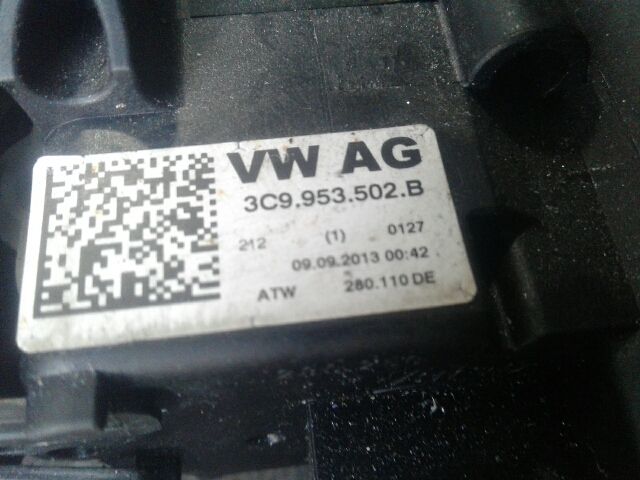 VW AG
3C9.953.502.B
212 (1) 0127
09.09.2013 00:42
ATW 280.110 DE